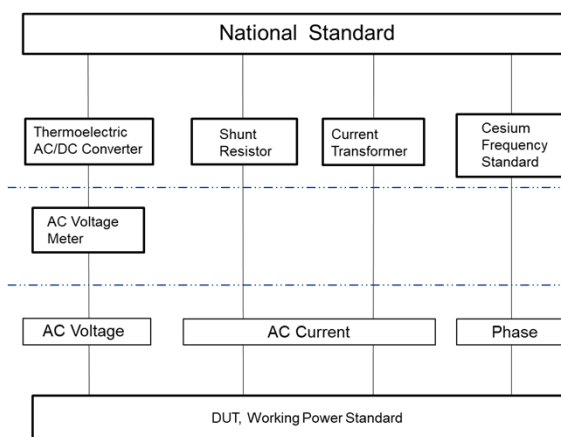 National Standard
Thermoelectric
AC/DC Converter
Shunt
Resistor
Current
Transformer
Cesium
Frequency
Standard
AC Voltage
Meter
AC Voltage
AC Current
Phase
DUT, Working Power Standard